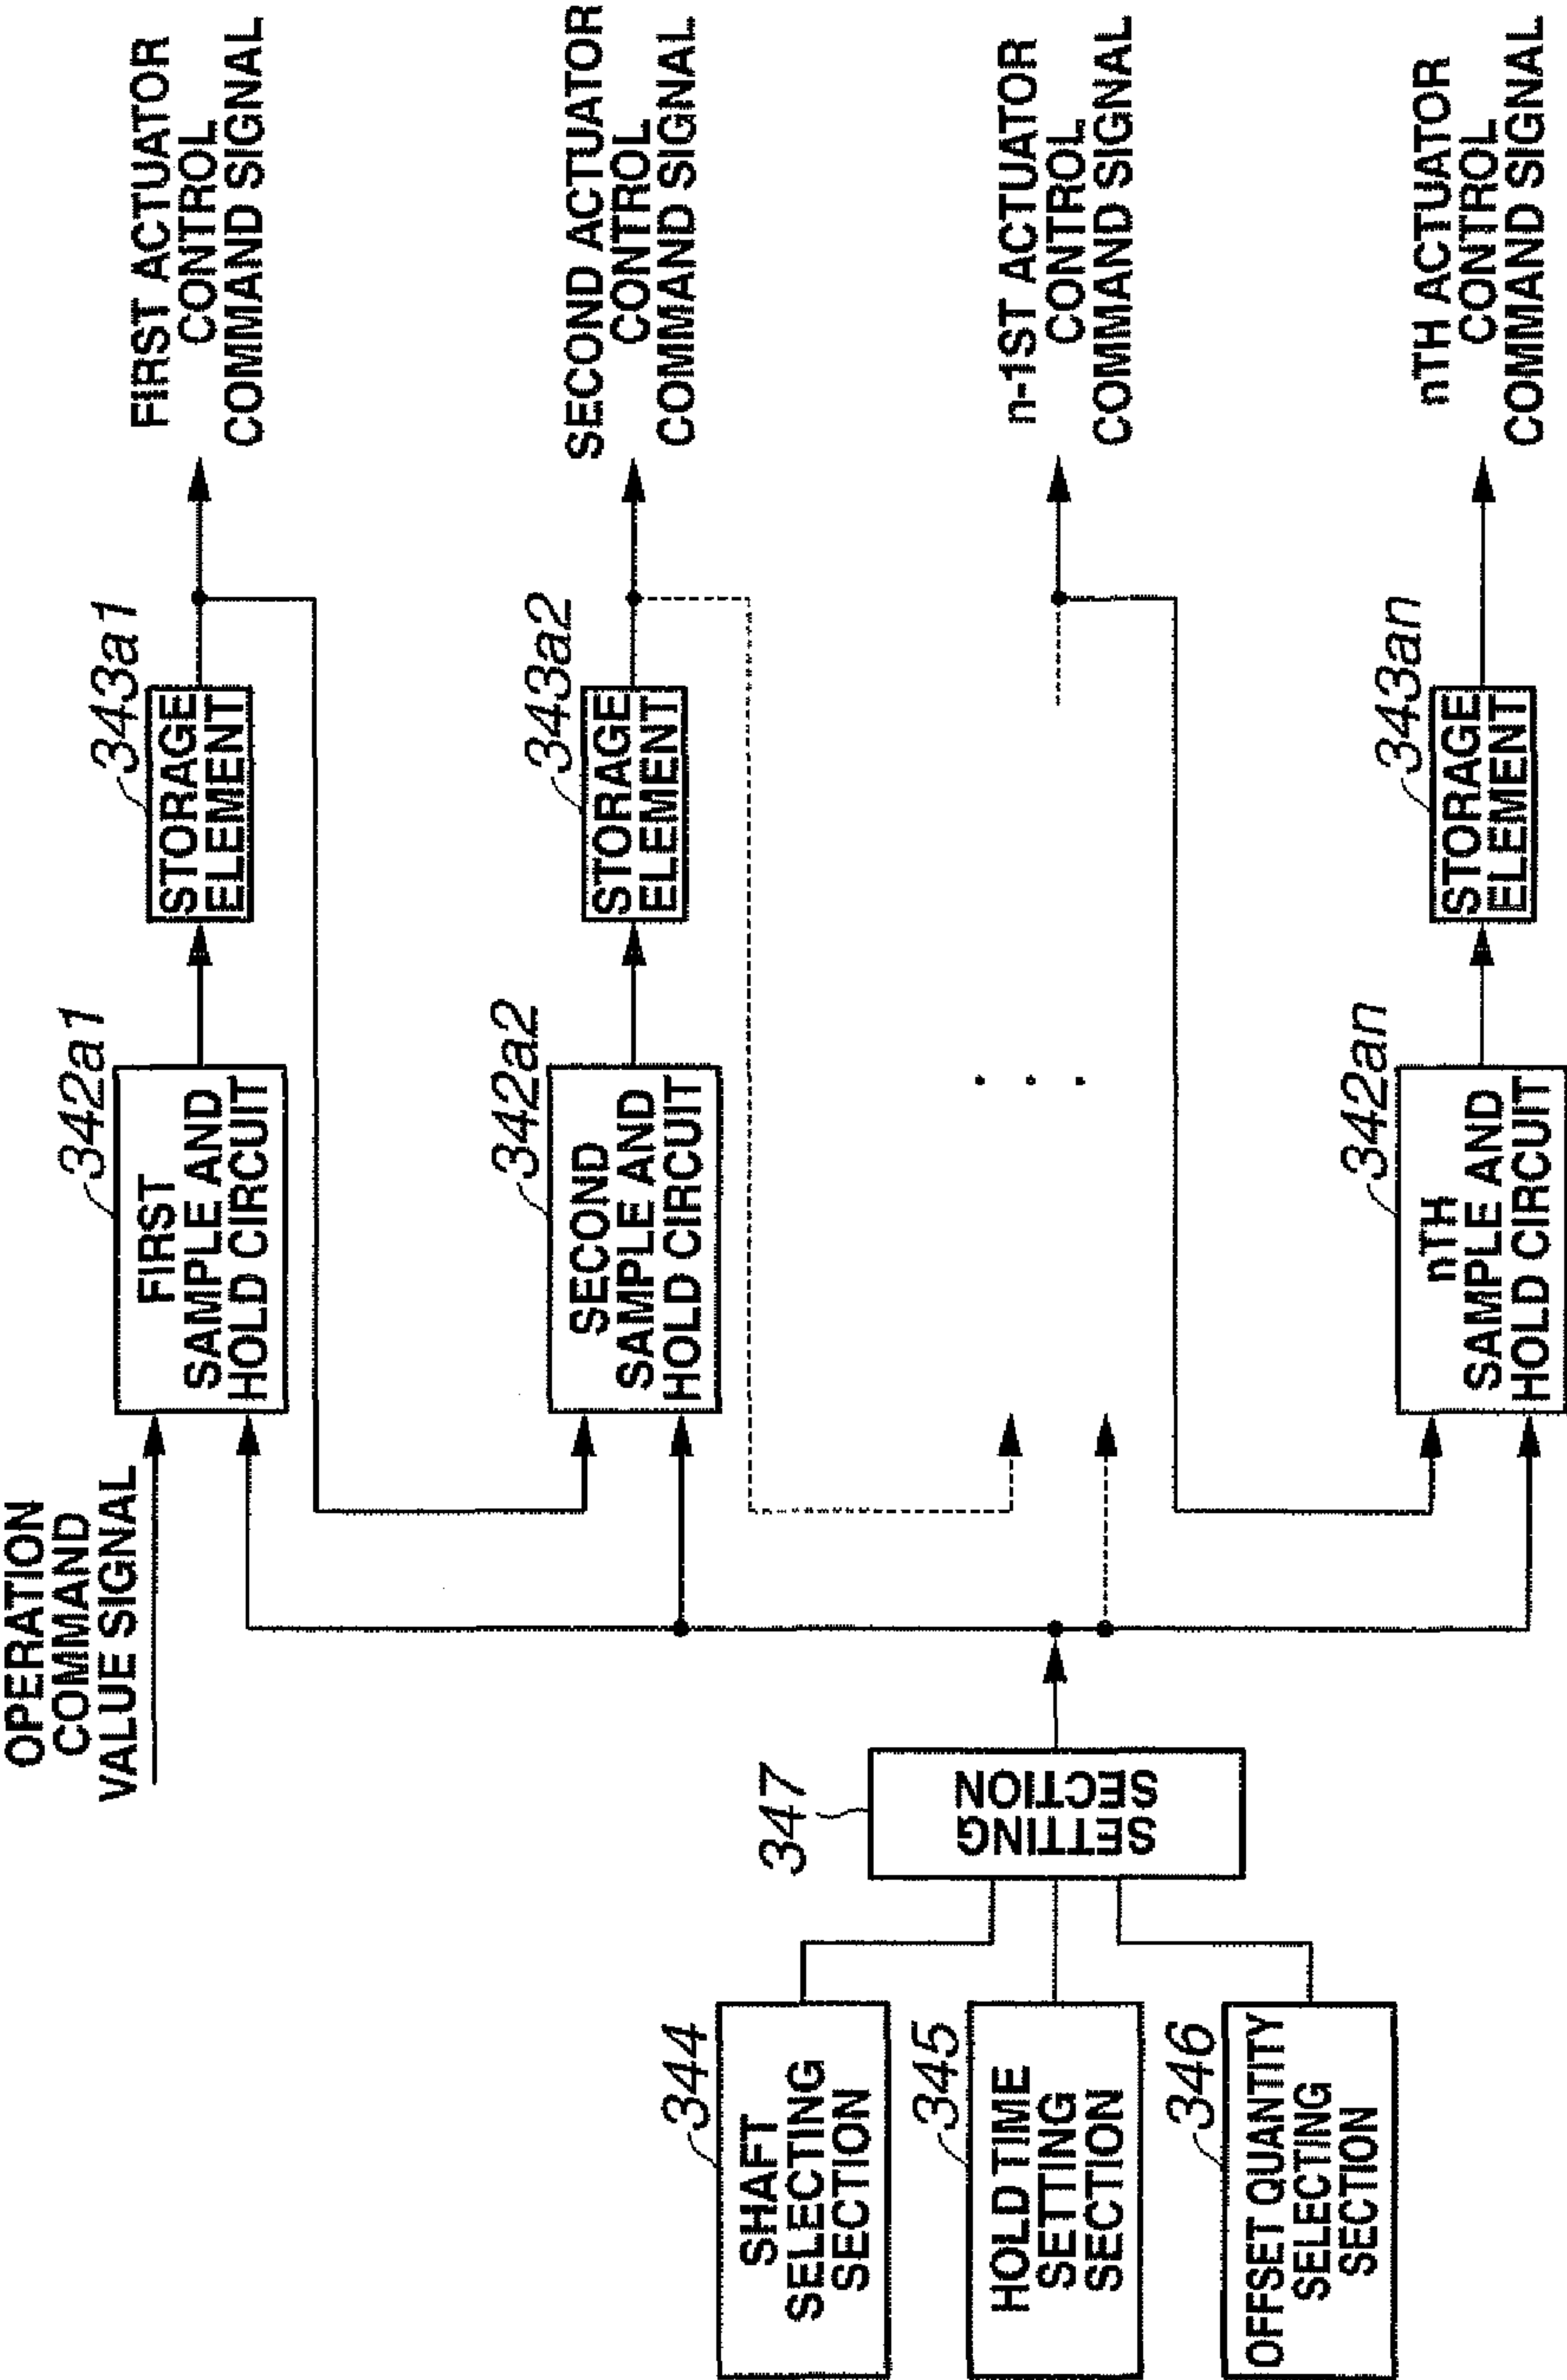 OPERATION
COMMAND
VALUE SIGNAL
342a1
FIRST
SAMPLE AND
HOLD CIRCUIT
343a1
STORAGE
ELEMENT
FIRST ACTUATOR
CONTROL
COMMAND SIGNAL
342a2
SECOND
SAMPLE AND
HOLD CIRCUIT
343a2
STORAGE
ELEMENT
SECOND ACTUATOR
CONTROL
COMMAND SIGNAL
344
SHAFT
SELECTING
SECTION
345
HOLD TIME
SETTING
SECTION
346
OFFSET QUANTITY
SELECTING
SECTION
347
SETTING
SECTION
. . .
n-1ST ACTUATOR
CONTROL
COMMAND SIGNAL
342an
nTH
SAMPLE AND
HOLD CIRCUIT
343an
STORAGE
ELEMENT
nTH ACTUATOR
CONTROL
COMMAND SIGNAL